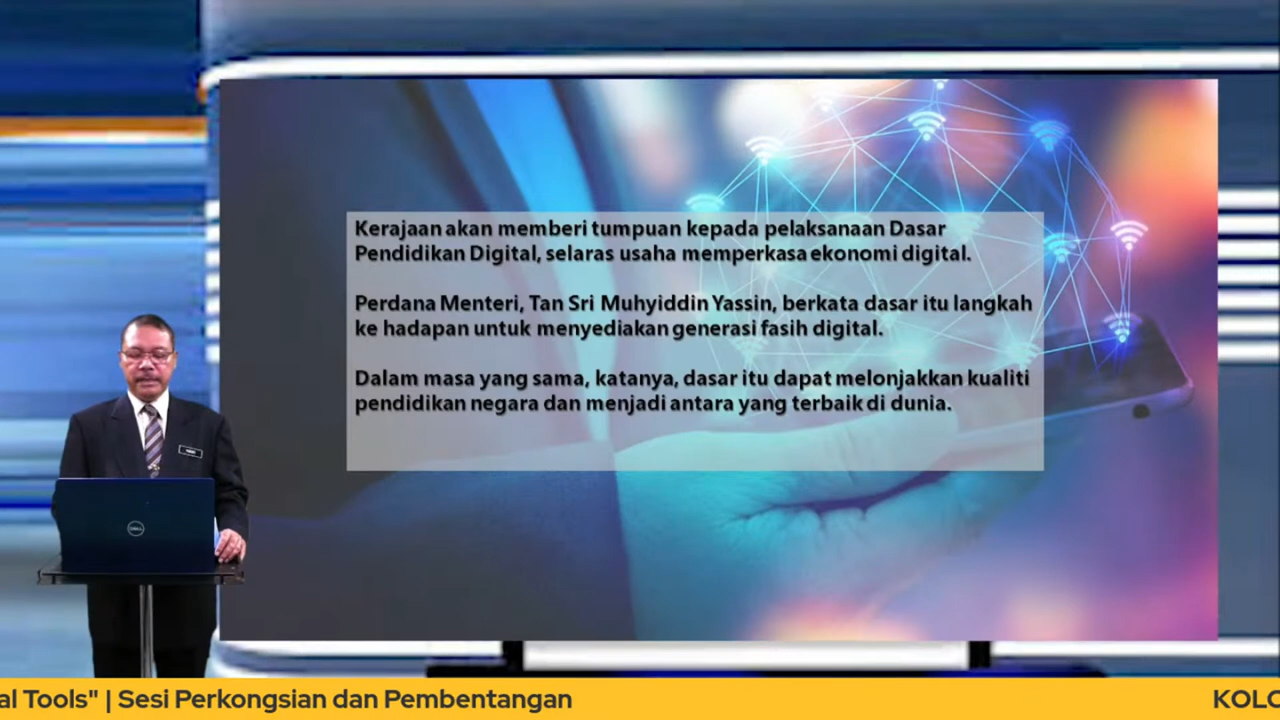 Kerajaan akan memberi tumpuan kepada pelaksanaan Dasar
Pendidikan Digital, selaras usaha memperkasa ekonomi digital.
Perdana Menteri, Tan Sri Muhyiddin Yassin, berkata dasar itu langkah
ke hadapan untuk menyediakan generasi fasih digital.
Dalam masa yang sama, katanya, dasar itu dapat melonjakkan kualiti
pendidikan negara dan menjadi antara yang terbaik di dunia.
DELL
al Tools" | Sesi Perkongsian dan Pembentangan
KOLO